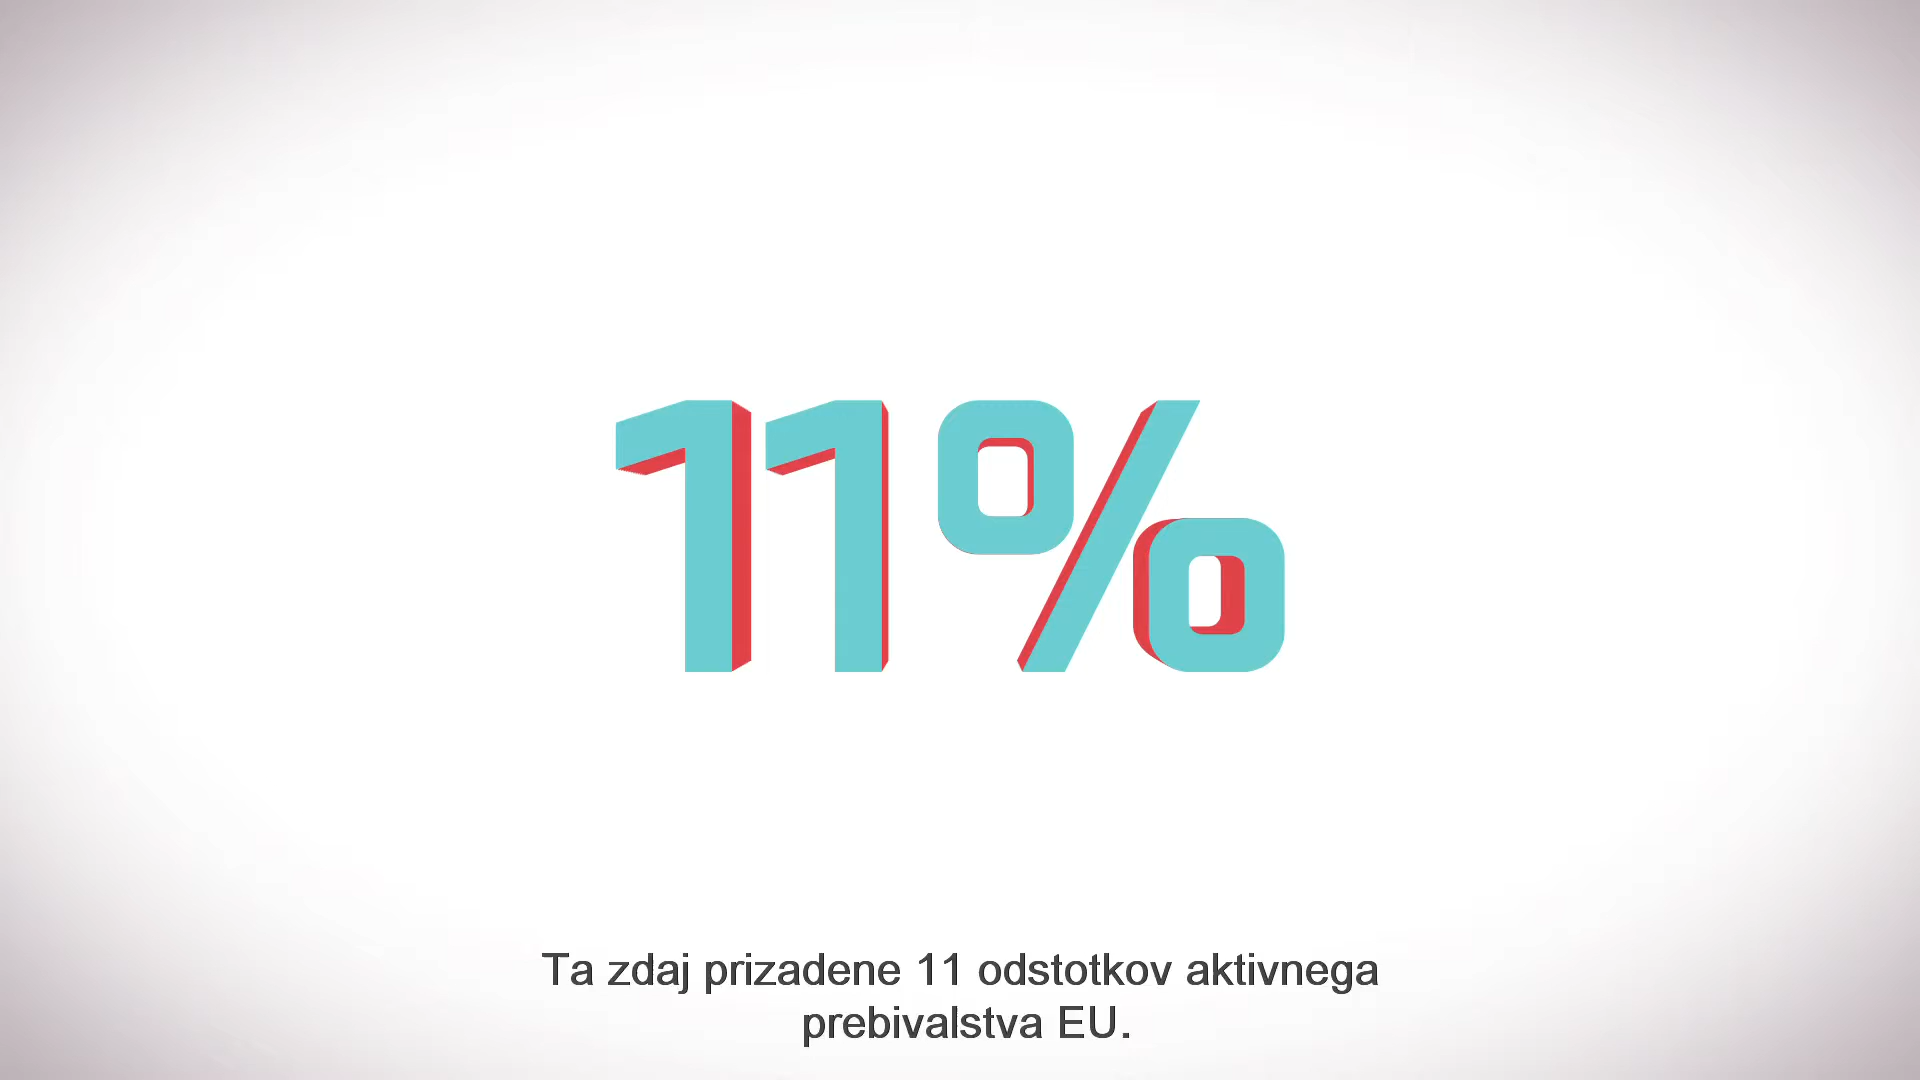 11%
Ta zdaj prizadene 11 odstotkov aktivnega
prebivalstva EU.